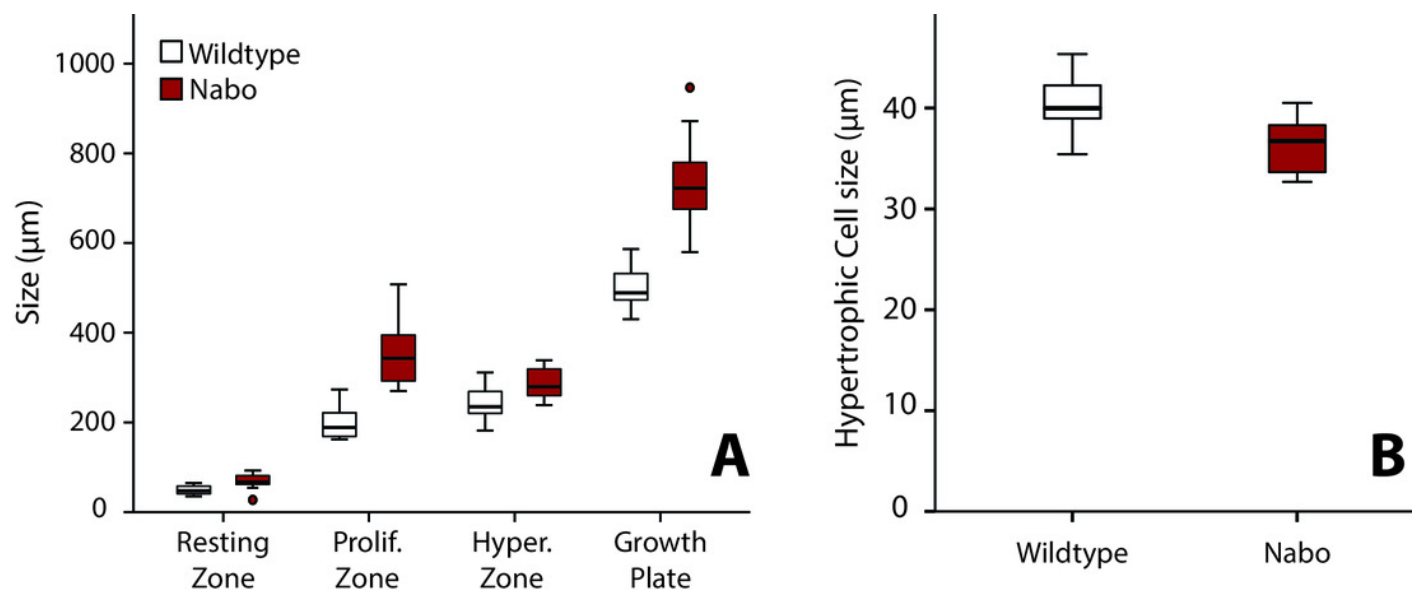 Wildtype
Nabo
1000
800
600
400
200
0
Size (μm)
Resting Zone
Prolif. Zone
Hyper. Zone
Growth Plate
A
Hypertrophic Cell size (μm)
40
30
20
10
0
Wildtype
Nabo
B